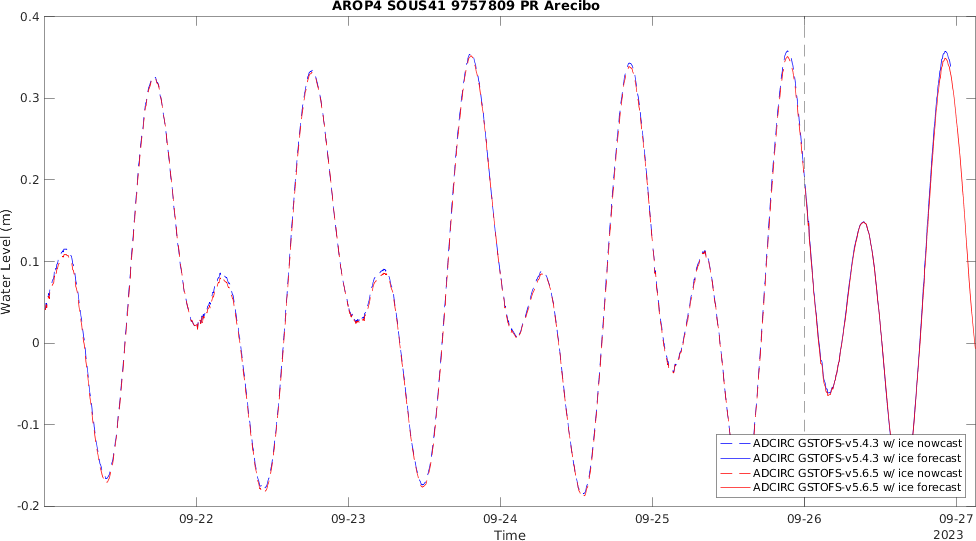 AROP4 SOUS41 9757809 PR Arecibo
0.4
0.3
0.2
0.1
0
-0.1
-0.2
Water Level (m)
ADCIRC GSTOFS-v5.4.3 w/ ice nowcast
ADCIRC GSTOFS-v5.4.3 w/ ice forecast
ADCIRC GSTOFS-v5.6.5 w/ ice nowcast
ADCIRC GSTOFS-v5.6.5 w/ ice forecast
09-22 09-23 09-24 09-25 09-26 09-27
Time
2023